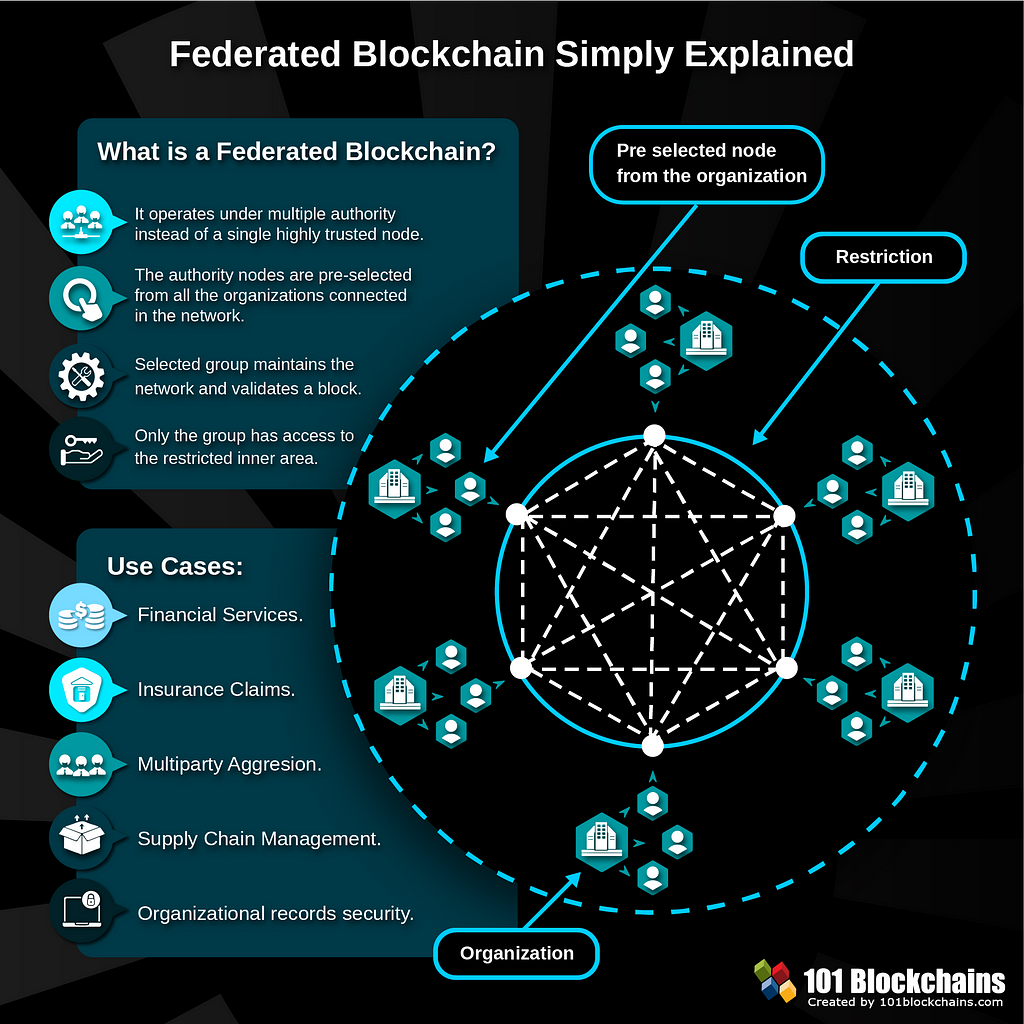 Federated Blockchain Simply Explained
What is a Federated Blockchain?
It operates under multiple authority
instead of a single highly trusted node.
The authority nodes are pre-selected
from all the organizations connected
in the network.
Selected group maintains the
network and validates a block.
Only the group has access to
the restricted inner area.
Use Cases:
$
Financial Services.
Insurance Claims.
Multiparty Aggresion.
Supply Chain Management.
Organizational records security.
Pre selected node
from the organization
Restriction
Organization
101 Blockchains
Created by 101blockchains.com